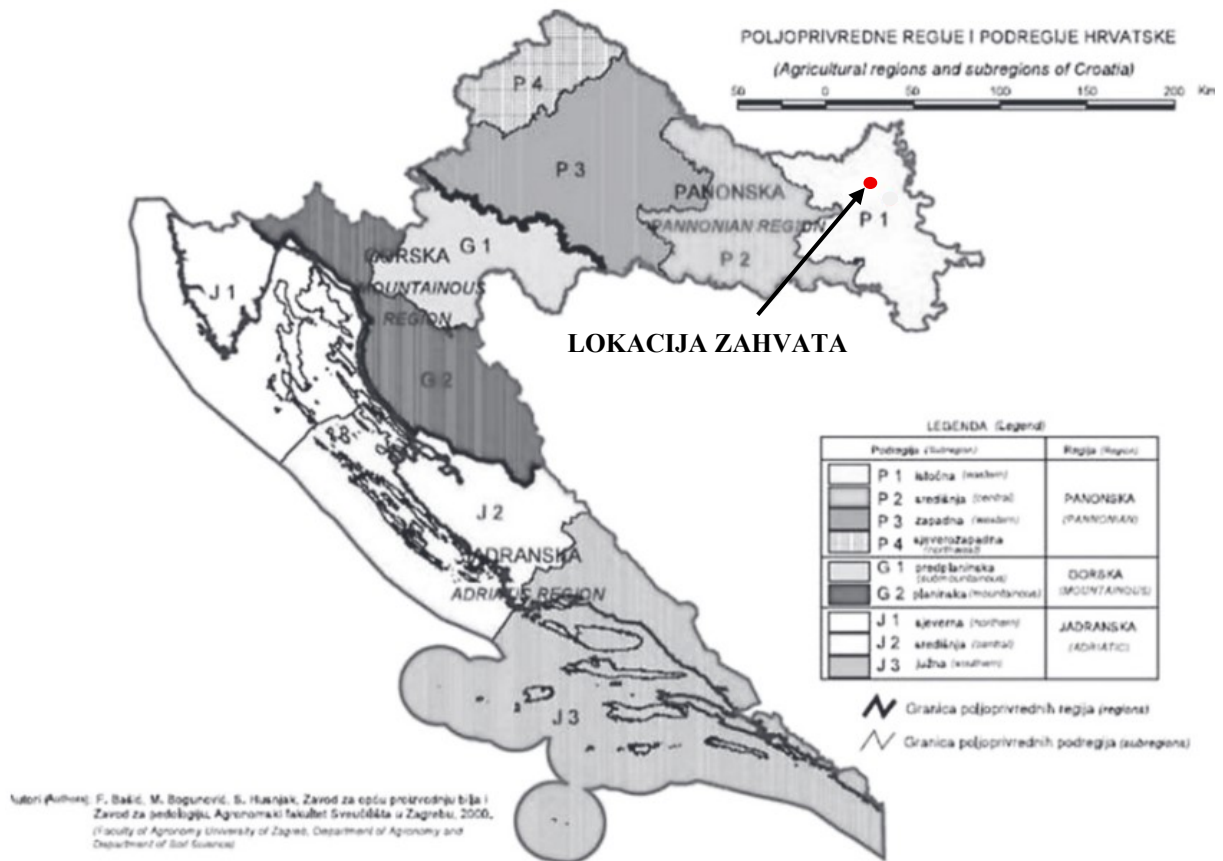 POLJOPRIVREDNE REGIJE I PODREGIJE HRVATSKE
(Agricultural regions and subregions of Croatia)
50 0 50 100 150 200 Km
P 4
P 3
PANONSKA
PANNONIAN REGION
P 1
P 2
G 1
GORSKA
MOUNTAINOUS
REGION
J 1
G 2
LOKACIJA ZAHVATA
J 2
JADRANSKA
REGION
J 3
LEGENDA (Legend)
Podregija (Subregion) Regija (Region)
P 1 istočna
P 2 središnja (central)
P 3 zapadna (western)
PANONSKA
(PANNONIAN)
P 4 sjeverozapadna
G 1 predplaninska
(submountainous)
G 2 planinska (mountainous)
GORSKA
(MOUNTAINOUS)
J 1 sjeverna (northern)
J 2 središnja (central)
J 3 južna (southern)
JADRANSKA
(ADRIATIC)
Granica poljoprivrednih regija (regions)
Granica poljoprivrednih podregija (subregions)
Autori (Authors): F. Bašić, M. Bogunović, S. Husnjak, Zavod za opću proizvodnju bilja i
Zavod za pedologiju, Agronomski fakultet Sveučilišta u Zagrebu, 2000.
(Faculty of Agronomy University of Zagreb, Department of Agronomy and
Department of Soil Science)